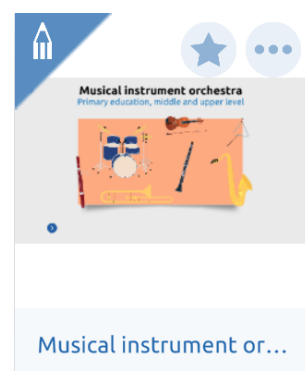 Musical instrument orchestra
Primary education, middle and upper level
Musical instrument or...